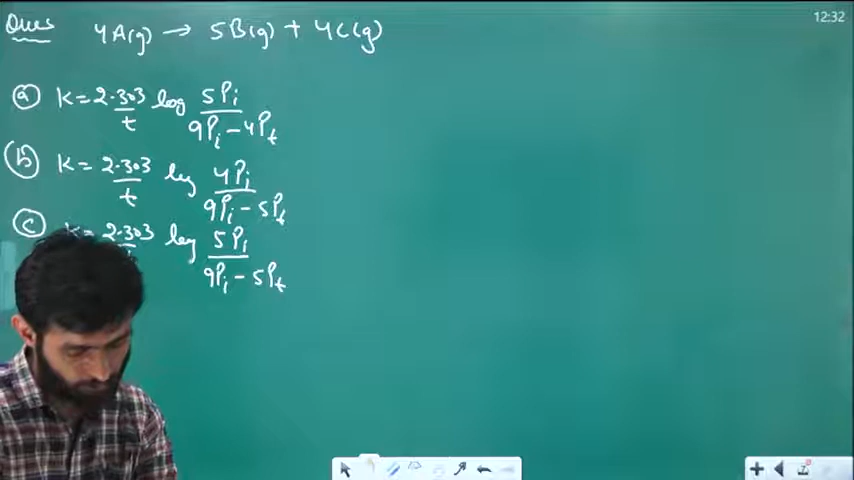 12:32
Ques 4A(g) → 5B(g) + 4C(g)
(a) K = 2.303/t log 5Pi/(9Pi - 4Pt)
(b) K = 2.303/t log 4Pi/(9Pi - 5Pt)
(c) K = 2.303/t log 5Pi/(9Pi - 5Pt)